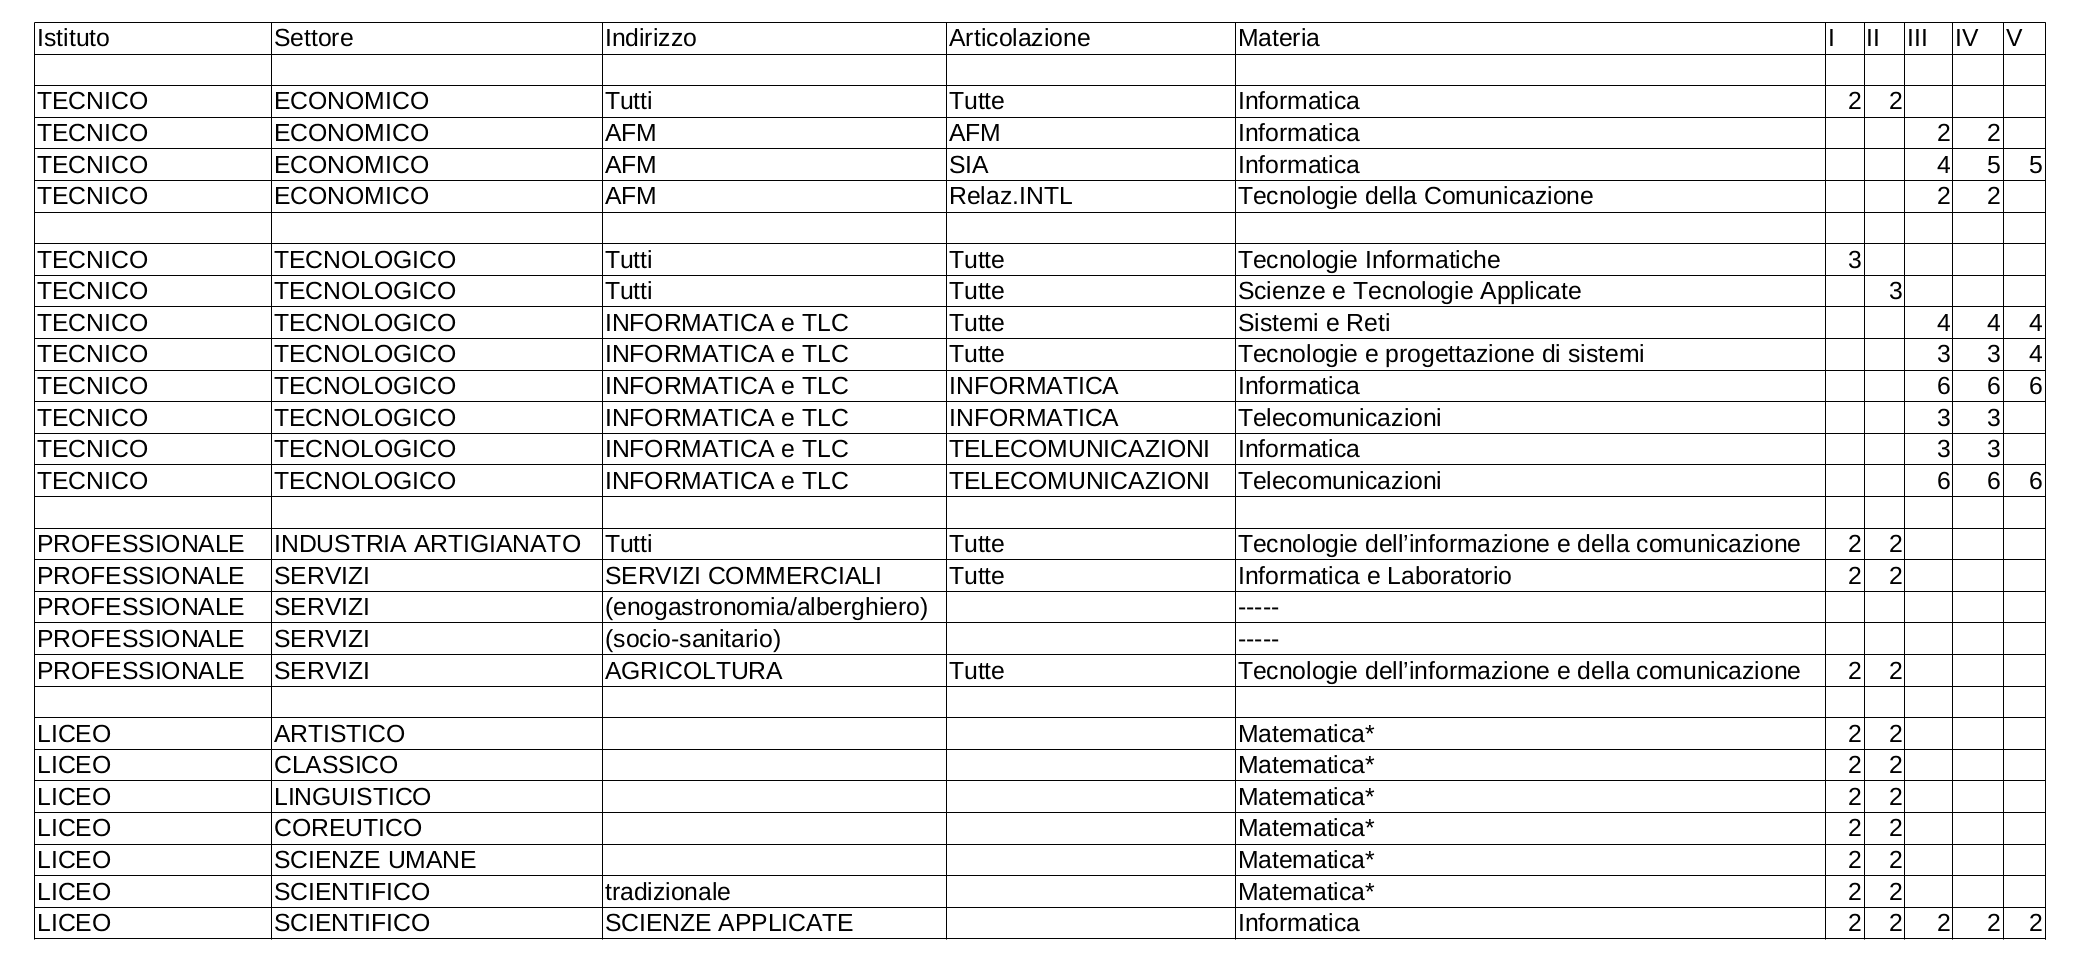 Istituto Settore Indirizzo Articolazione Materia I II III IV V
TECNICO ECONOMICO Tutti Tutte Informatica 2 2
TECNICO ECONOMICO AFM AFM Informatica 2 2
TECNICO ECONOMICO AFM SIA Informatica 4 5 5
TECNICO ECONOMICO AFM Relaz.INTL Tecnologie della Comunicazione 2 2
TECNICO TECNOLOGICO Tutti Tutte Tecnologie Informatiche 3
TECNICO TECNOLOGICO Tutti Tutte Scienze e Tecnologie Applicate 3
TECNICO TECNOLOGICO INFORMATICA e TLC Tutte Sistemi e Reti 4 4 4
TECNICO TECNOLOGICO INFORMATICA e TLC Tutte Tecnologie e progettazione di sistemi 3 3 4
TECNICO TECNOLOGICO INFORMATICA e TLC INFORMATICA Informatica 6 6 6
TECNICO TECNOLOGICO INFORMATICA e TLC INFORMATICA Telecomunicazioni 3 3
TECNICO TECNOLOGICO INFORMATICA e TLC TELECOMUNICAZIONI Informatica 3 3
TECNICO TECNOLOGICO INFORMATICA e TLC TELECOMUNICAZIONI Telecomunicazioni 6 6 6
PROFESSIONALE INDUSTRIA ARTIGIANATO Tutti Tutte Tecnologie dell’informazione e della comunicazione 2 2
PROFESSIONALE SERVIZI SERVIZI COMMERCIALI Tutte Informatica e Laboratorio 2 2
PROFESSIONALE SERVIZI (enogastronomia/alberghiero) -----
PROFESSIONALE SERVIZI (socio-sanitario) -----
PROFESSIONALE SERVIZI AGRICOLTURA Tutte Tecnologie dell’informazione e della comunicazione 2 2
LICEO ARTISTICO Matematica* 2 2
LICEO CLASSICO Matematica* 2 2
LICEO LINGUISTICO Matematica* 2 2
LICEO COREUTICO Matematica* 2 2
LICEO SCIENZE UMANE Matematica* 2 2
LICEO SCIENTIFICO tradizionale Matematica* 2 2
LICEO SCIENTIFICO SCIENZE APPLICATE Informatica 2 2 2 2 2